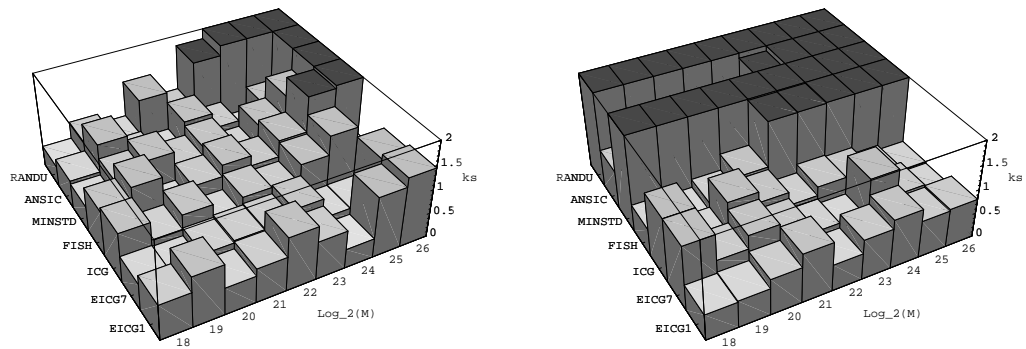 RANDU
ANSIC
MINSTD
FISH
ICG
EICG7
EICG1
18
19
20
21
22
23
24
25
26
Log_2(M)
0
0.5
1
1.5
2
ks
RANDU
ANSIC
MINSTD
FISH
ICG
EICG7
EICG1
18
19
20
21
22
23
24
25
26
Log_2(M)
0
0.5
1
1.5
2
ks